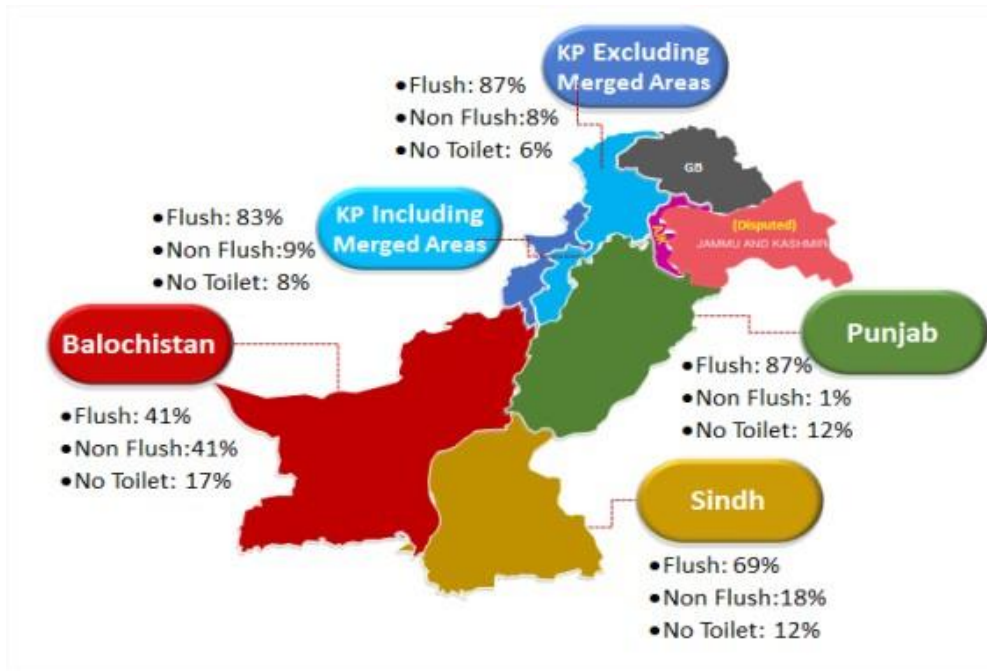 KP Excluding
Merged Areas
•Flush: 87%
•Non Flush:8%
•No Toilet: 6%
GB
KP Including
Merged Areas
•Flush: 83%
•Non Flush:9%
•No Toilet: 8%
(Disputed)
JAMMU AND KASHMIR
Balochistan
•Flush: 41%
•Non Flush:41%
•No Toilet: 17%
Punjab
•Flush: 87%
•Non Flush: 1%
•No Toilet: 12%
Sindh
•Flush: 69%
•Non Flush:18%
•No Toilet: 12%